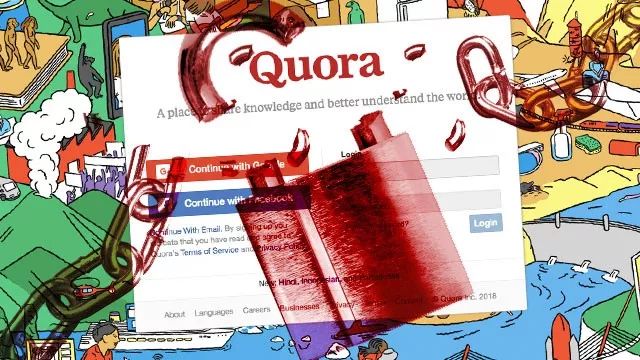 Quora
A place to share knowledge and better understand the world
Login
Continue with Google
Continue with Facebook
Continue With Email. By signing up you
that you have read and agree to
Quora's Terms of Service and Privacy Policy.
Login
New: Hindi, Indonesian,
About Languages Careers Businesses Privacy © Quora Inc. 2018